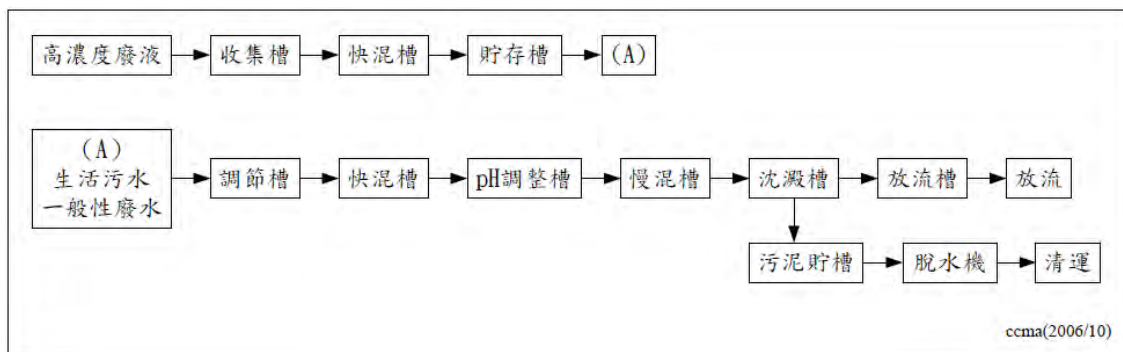 高濃度廢液
收集槽
快混槽
貯存槽
(A)
(A)
生活污水
一般性廢水
調節槽
快混槽
pH調整槽
慢混槽
沈澱槽
放流槽
放流
污泥貯槽
脫水機
清運
ccma(2006/10)